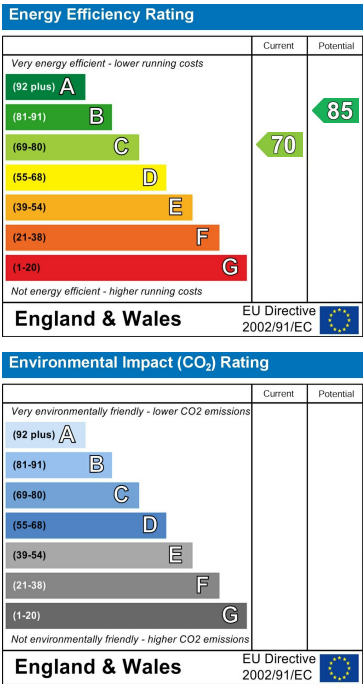 Energy Efficiency Rating
Current Potential
Very energy efficient - lower running costs
(92 plus) A
(81-91) B
(69-80) C
(55-68) D
(39-54) E
(21-38) F
(1-20) G
70
85
Not energy efficient - higher running costs
England & Wales
EU Directive
2002/91/EC
Environmental Impact (CO₂) Rating
Current Potential
Very environmentally friendly - lower CO2 emissions
(92 plus) A
(81-91) B
(69-80) C
(55-68) D
(39-54) E
(21-38) F
(1-20) G
Not environmentally friendly - higher CO2 emissions
England & Wales
EU Directive
2002/91/EC